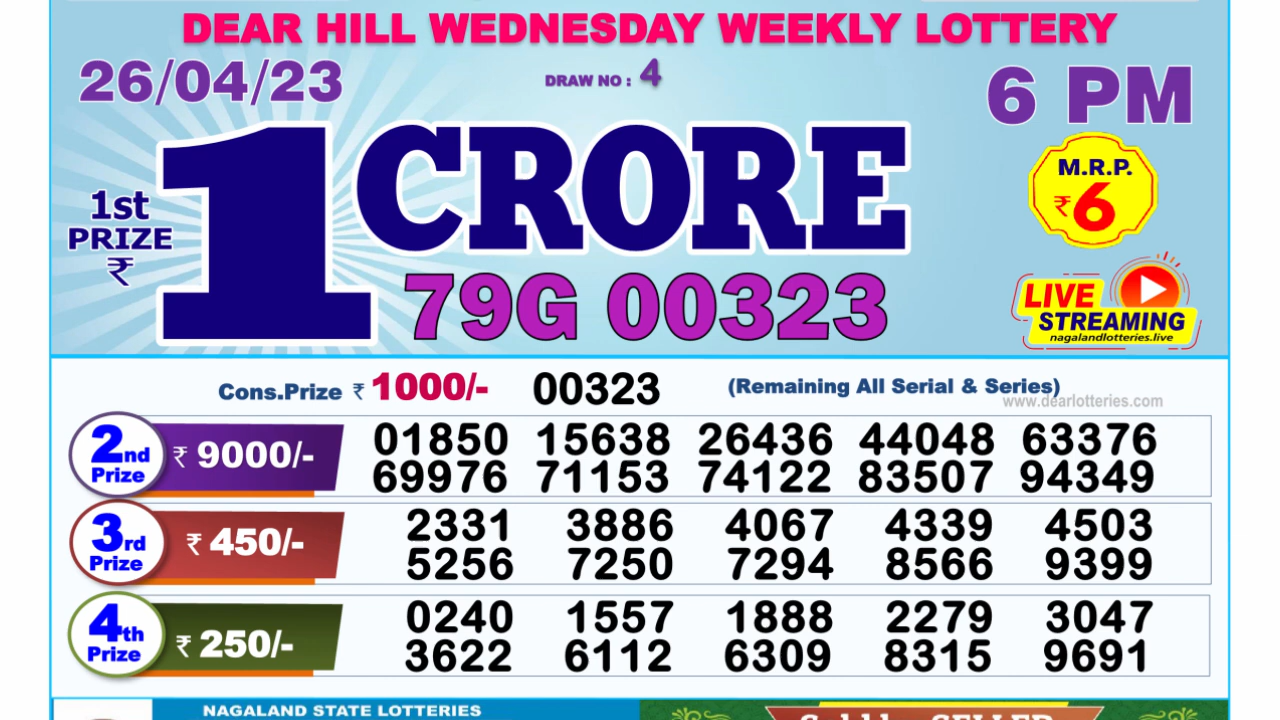 DEAR HILL WEDNESDAY WEEKLY LOTTERY
26/04/23 DRAW NO : 4 6 PM
1st PRIZE ₹ 1 CRORE
M.R.P. ₹6
79G 00323
LIVE STREAMING
nagalandlotteries.live
Cons.Prize ₹ 1000/- 00323 (Remaining All Serial & Series)
www.dearlotteries.com
2nd Prize ₹ 9000/-
01850 15638 26436 44048 63376
69976 71153 74122 83507 94349
3rd Prize ₹ 450/-
2331 3886 4067 4339 4503
5256 7250 7294 8566 9399
4th Prize ₹ 250/-
0240 1557 1888 2279 3047
3622 6112 6309 8315 9691
NAGALAND STATE LOTTERIES
SELLER